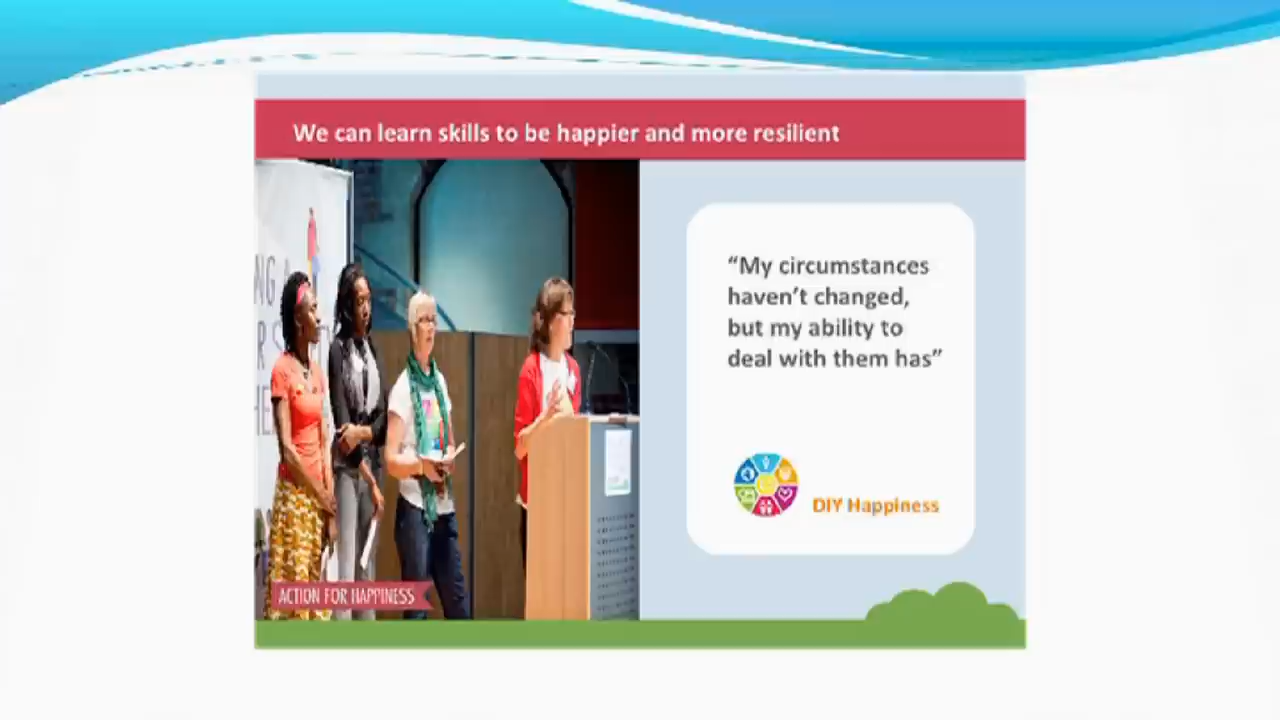 We can learn skills to be happier and more resilient
“My circumstances
haven’t changed,
but my ability to
deal with them has”
DIY Happiness
ACTION FOR HAPPINESS